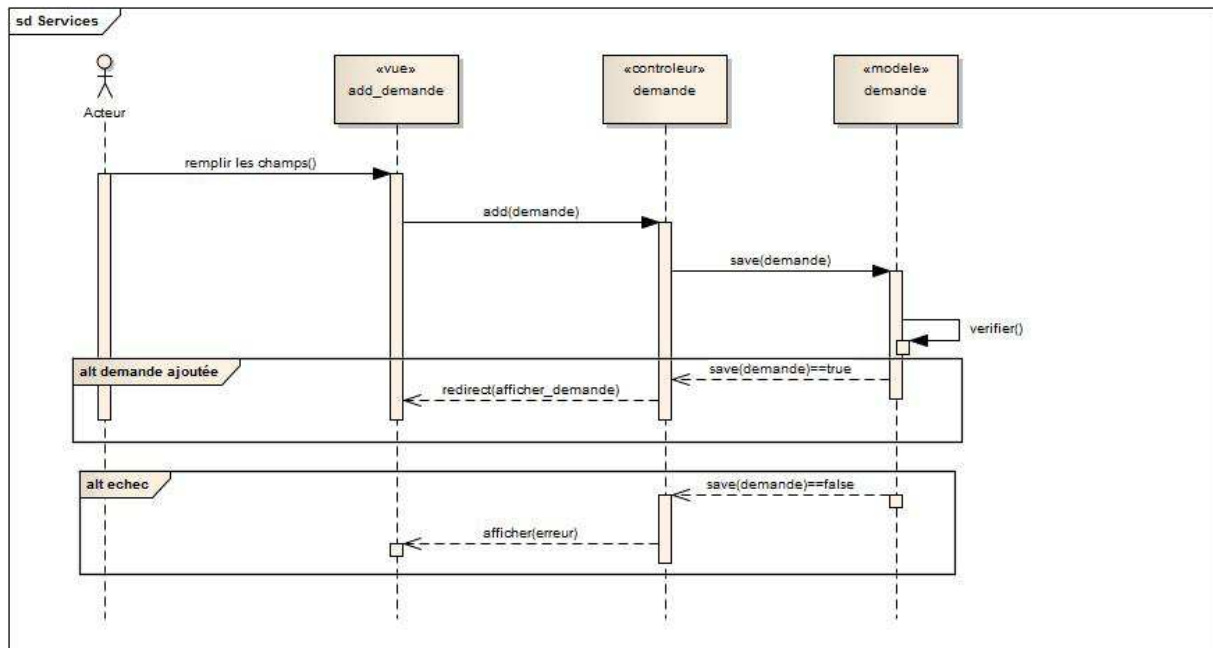 sd Services
Acteur
«vue»
add_demande
«controleur»
demande
«modele»
demande
remplir les champs()
add(demande)
save(demande)
verifier()
alt demande ajoutée
save(demande)==true
redirect(afficher_demande)
alt echec
save(demande)==false
afficher(erreur)